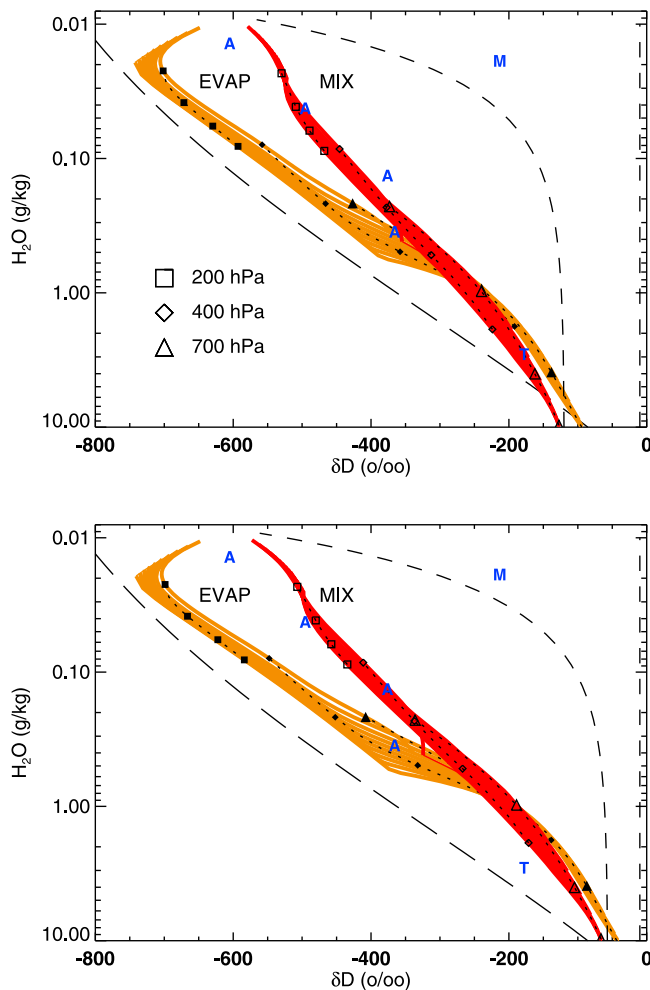 0.01
A
M
EVAP
MIX
A
0.10
A
A
H2O (g/kg)
200 hPa
1.00
400 hPa
700 hPa
T
10.00
-800 -600 -400 -200 0
δD (o/oo)
0.01
A
M
EVAP
MIX
A
0.10
A
A
H2O (g/kg)
1.00
T
10.00
-800 -600 -400 -200 0
δD (o/oo)